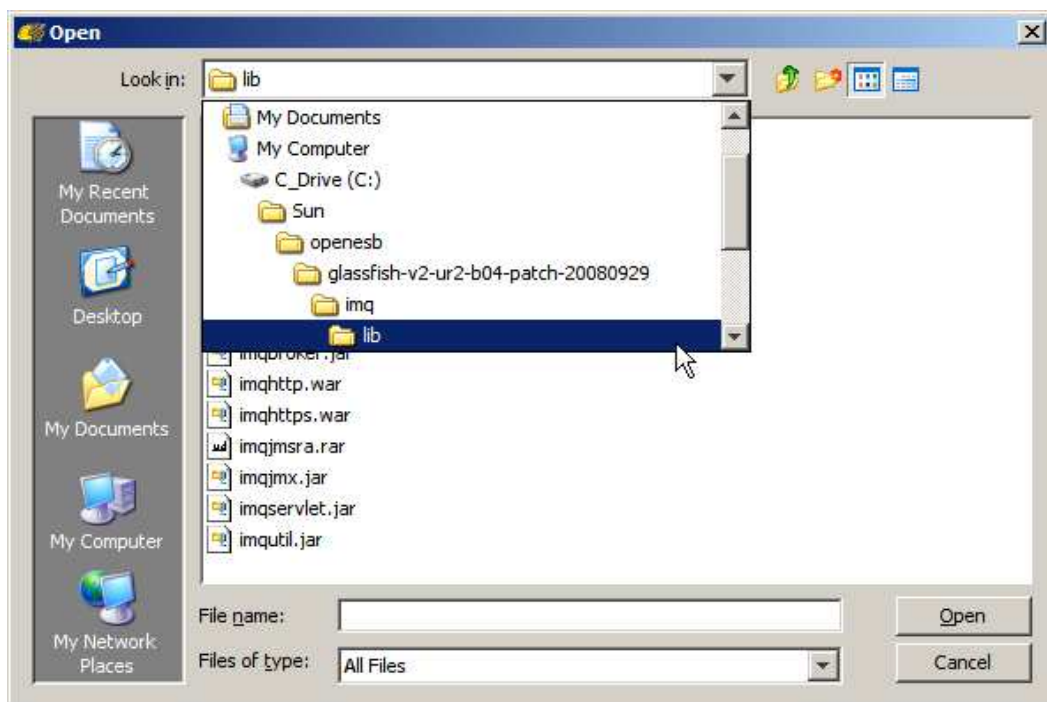 Open
Look in:
lib
My Documents
My Computer
C_Drive (C:)
Sun
openesb
glassfish-v2-ur2-b04-patch-20080929
imq
lib
imqbroker.jar
imqhttp.war
imqhttps.war
imqjmsra.rar
imqjmx.jar
imqservlet.jar
imqutil.jar
My Recent
Documents
Desktop
My Documents
My Computer
My Network
Places
File name:
Open
Files of type:
All Files
Cancel